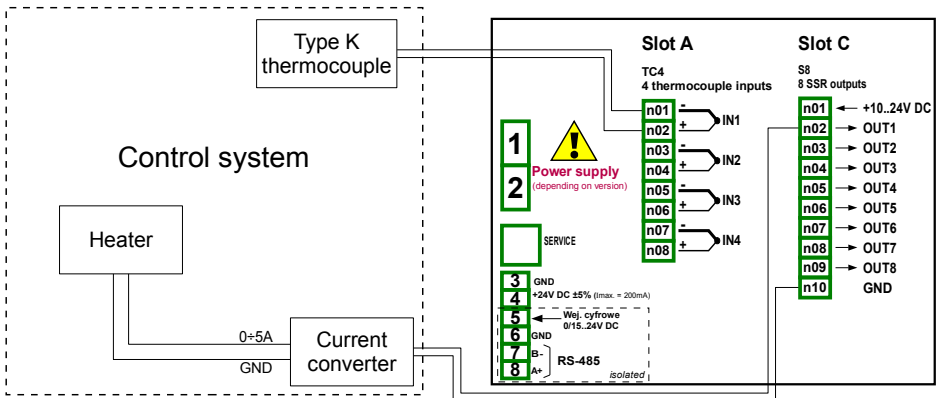 Control system
Type K
thermocouple
Heater
0÷5A
GND
Current
converter
Slot A
TC4
4 thermocouple inputs
n01 -
n02 + IN1
n03 -
n04 + IN2
n05 -
n06 + IN3
n07 -
n08 + IN4
Slot C
S8
8 SSR outputs
n01 +10..24V DC
n02 OUT1
n03 OUT2
n04 OUT3
n05 OUT4
n06 OUT5
n07 OUT6
n08 OUT7
n09 OUT8
n10 GND
1
2
!
Power supply
(depending on version)
SERVICE
3 GND
4 +24V DC ±5% (Imax. = 200mA)
5 Wej. cyfrowe
0/15..24V DC
6 GND
7 B-
8 A+
RS-485
isolated